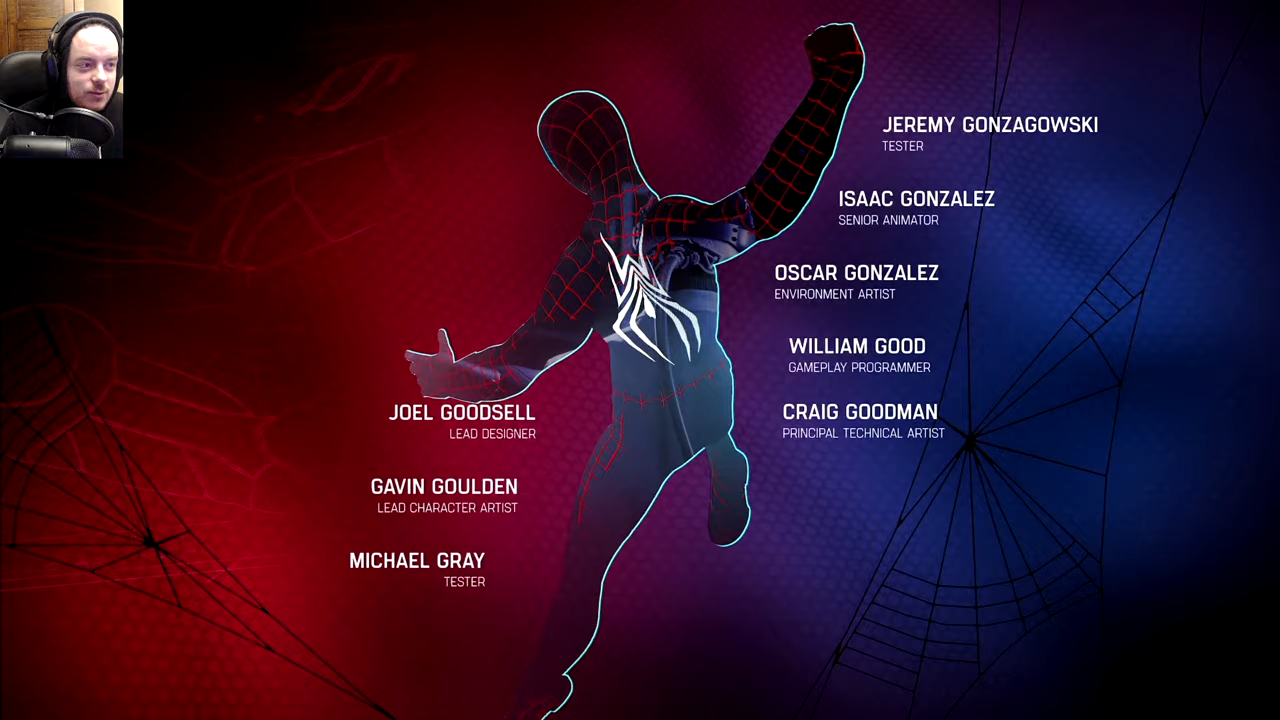 JEREMY GONZAGOWSKI
TESTER
ISAAC GONZALEZ
SENIOR ANIMATOR
OSCAR GONZALEZ
ENVIRONMENT ARTIST
WILLIAM GOOD
GAMEPLAY PROGRAMMER
CRAIG GOODMAN
PRINCIPAL TECHNICAL ARTIST
JOEL GOODSELL
LEAD DESIGNER
GAVIN GOULDEN
LEAD CHARACTER ARTIST
MICHAEL GRAY
TESTER